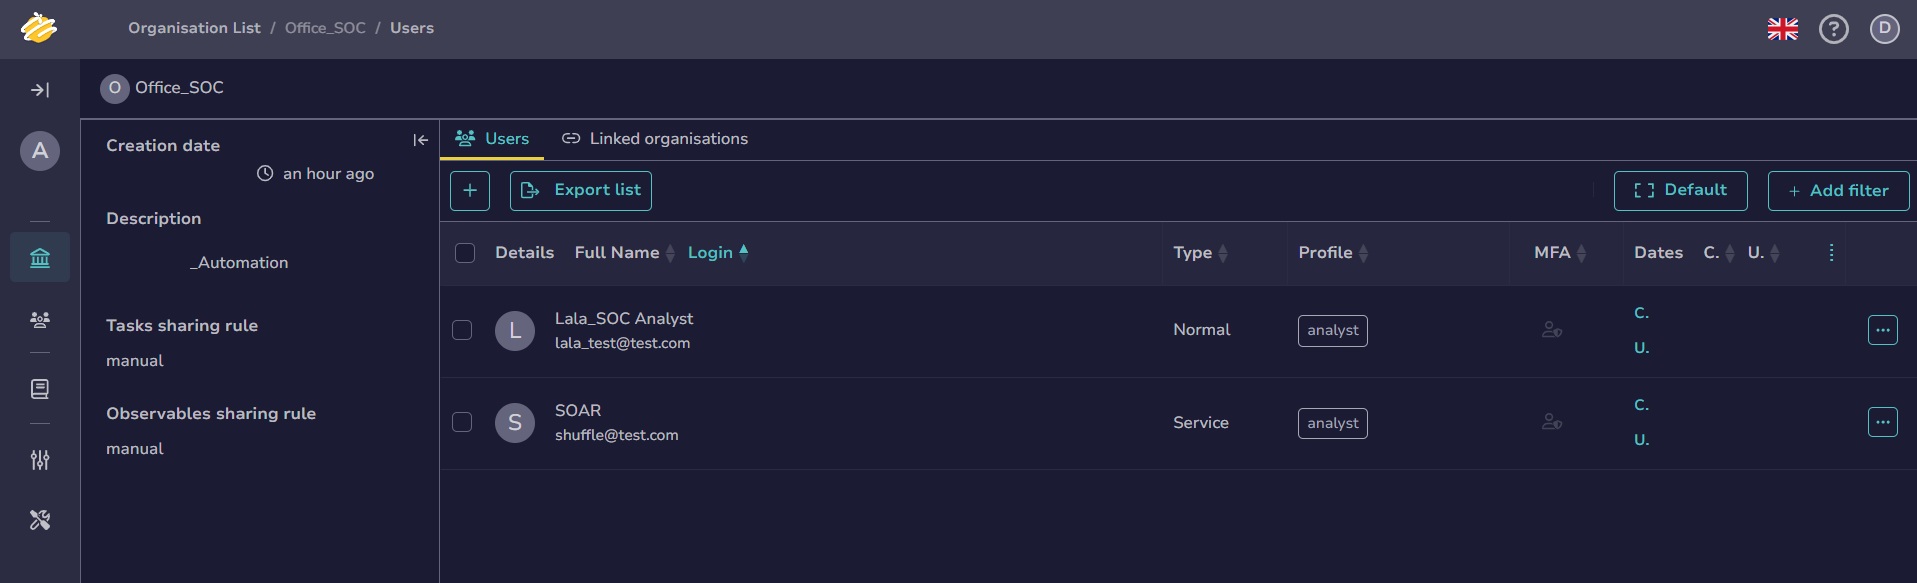 Organisation List / Office_SOC / Users
? D
O Office_SOC
A
Creation date
an hour ago
Description
_Automation
Tasks sharing rule
manual
Observables sharing rule
manual
Users Linked organisations
+ Export list Default + Add filter
Details Full Name Login Type Profile MFA Dates C. U.
L Lala_SOC Analyst Normal analyst C.
lala_test@test.com U.
S SOAR Service analyst C.
shuffle@test.com U.